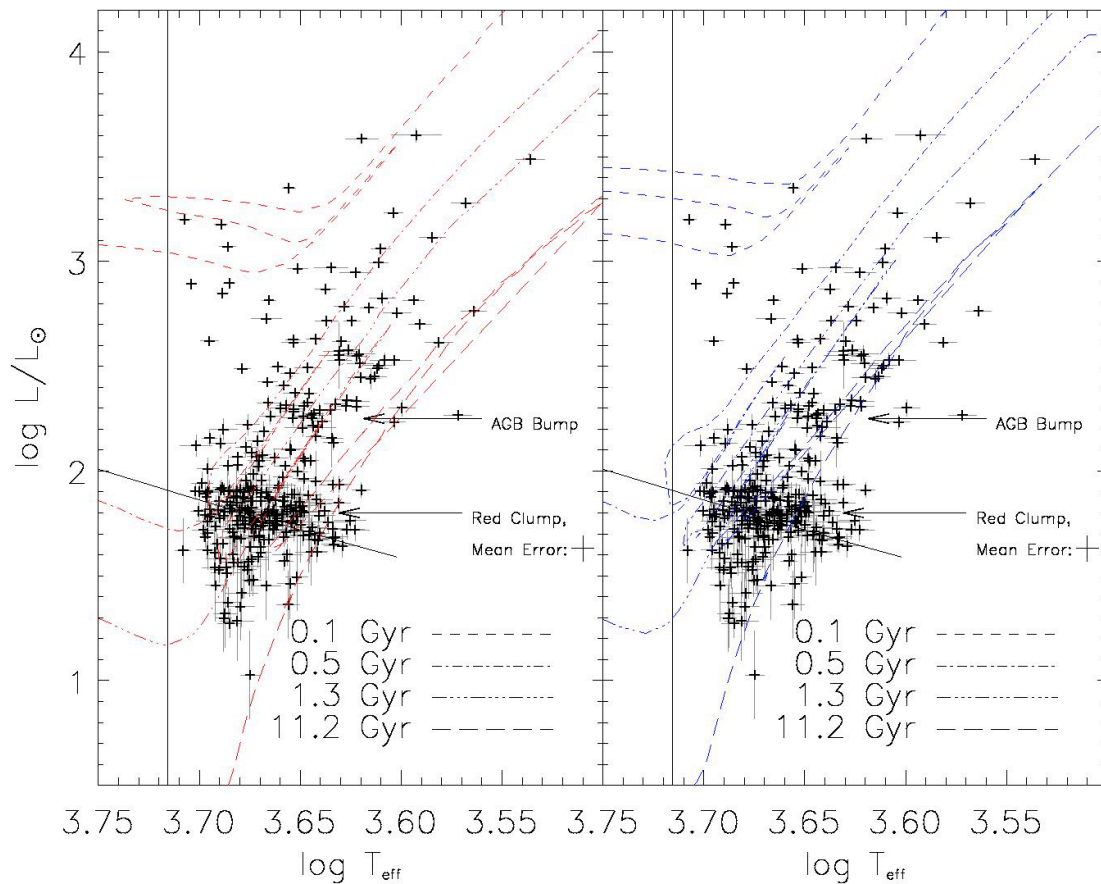 4
3
2
1
log L/L⊙
AGB Bump
Red Clump,
Mean Error:
0.1 Gyr
0.5 Gyr
1.3 Gyr
11.2 Gyr
3.75 3.70 3.65 3.60 3.55
log Teff
AGB Bump
Red Clump,
Mean Error:
0.1 Gyr
0.5 Gyr
1.3 Gyr
11.2 Gyr
3.75 3.70 3.65 3.60 3.55
log Teff